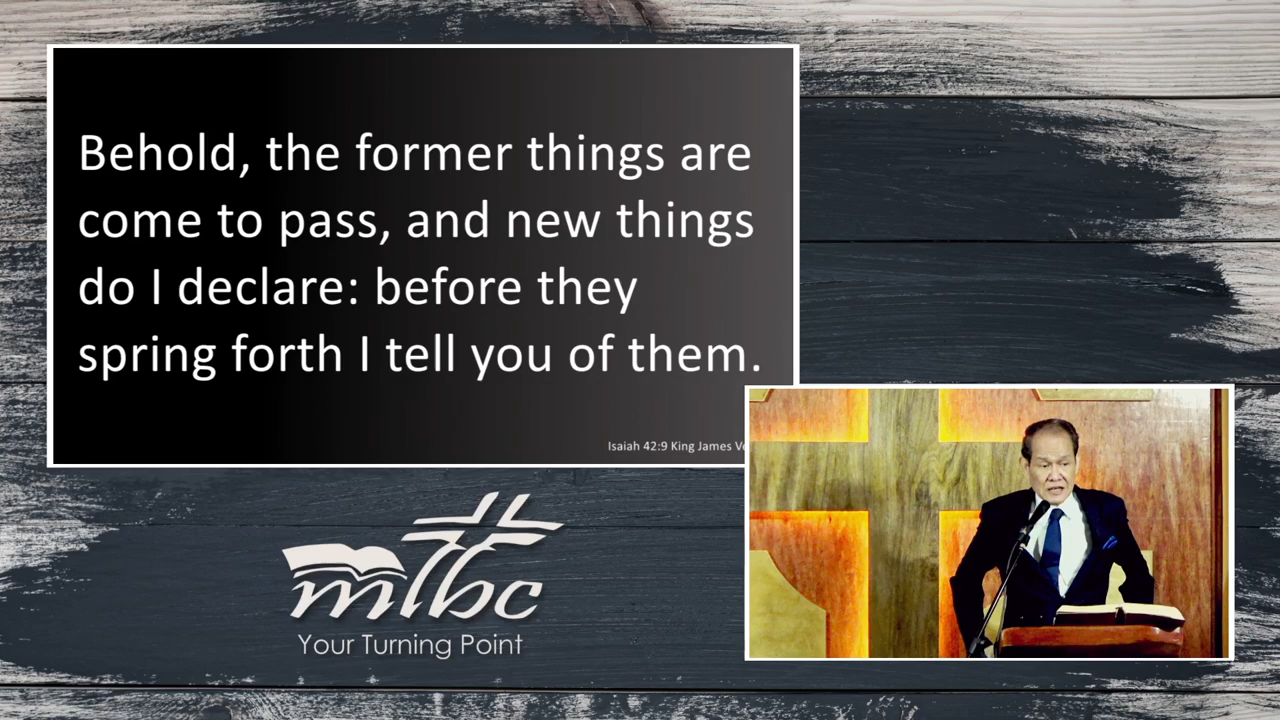 Behold, the former things are
come to pass, and new things
do I declare: before they
spring forth I tell you of them.
Isaiah 42:9 King James
mlbc
Your Turning Point